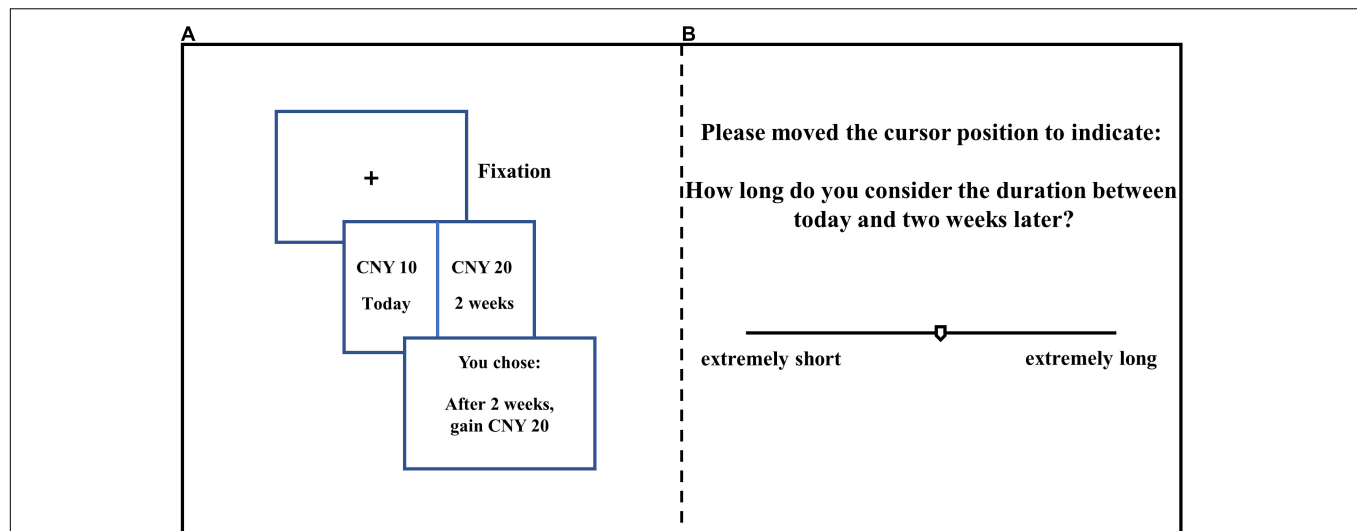 A
B
+
Fixation
CNY 10
Today
CNY 20
2 weeks
You chose:
After 2 weeks,
gain CNY 20
Please moved the cursor position to indicate:
How long do you consider the duration between
today and two weeks later?
extremely short
extremely long